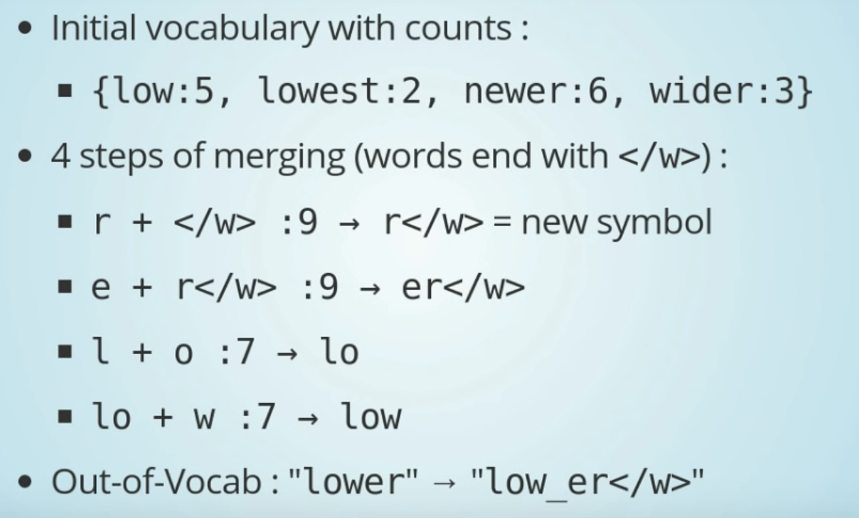 • Initial vocabulary with counts :
▪ {low:5, lowest:2, newer:6, wider:3}
• 4 steps of merging (words end with </w>) :
▪ r + </w> :9 → r</w> = new symbol
▪ e + r</w> :9 → er</w>
▪ l + o :7 → lo
▪ lo + w :7 → low
• Out-of-Vocab : "lower" → "low_er</w>"